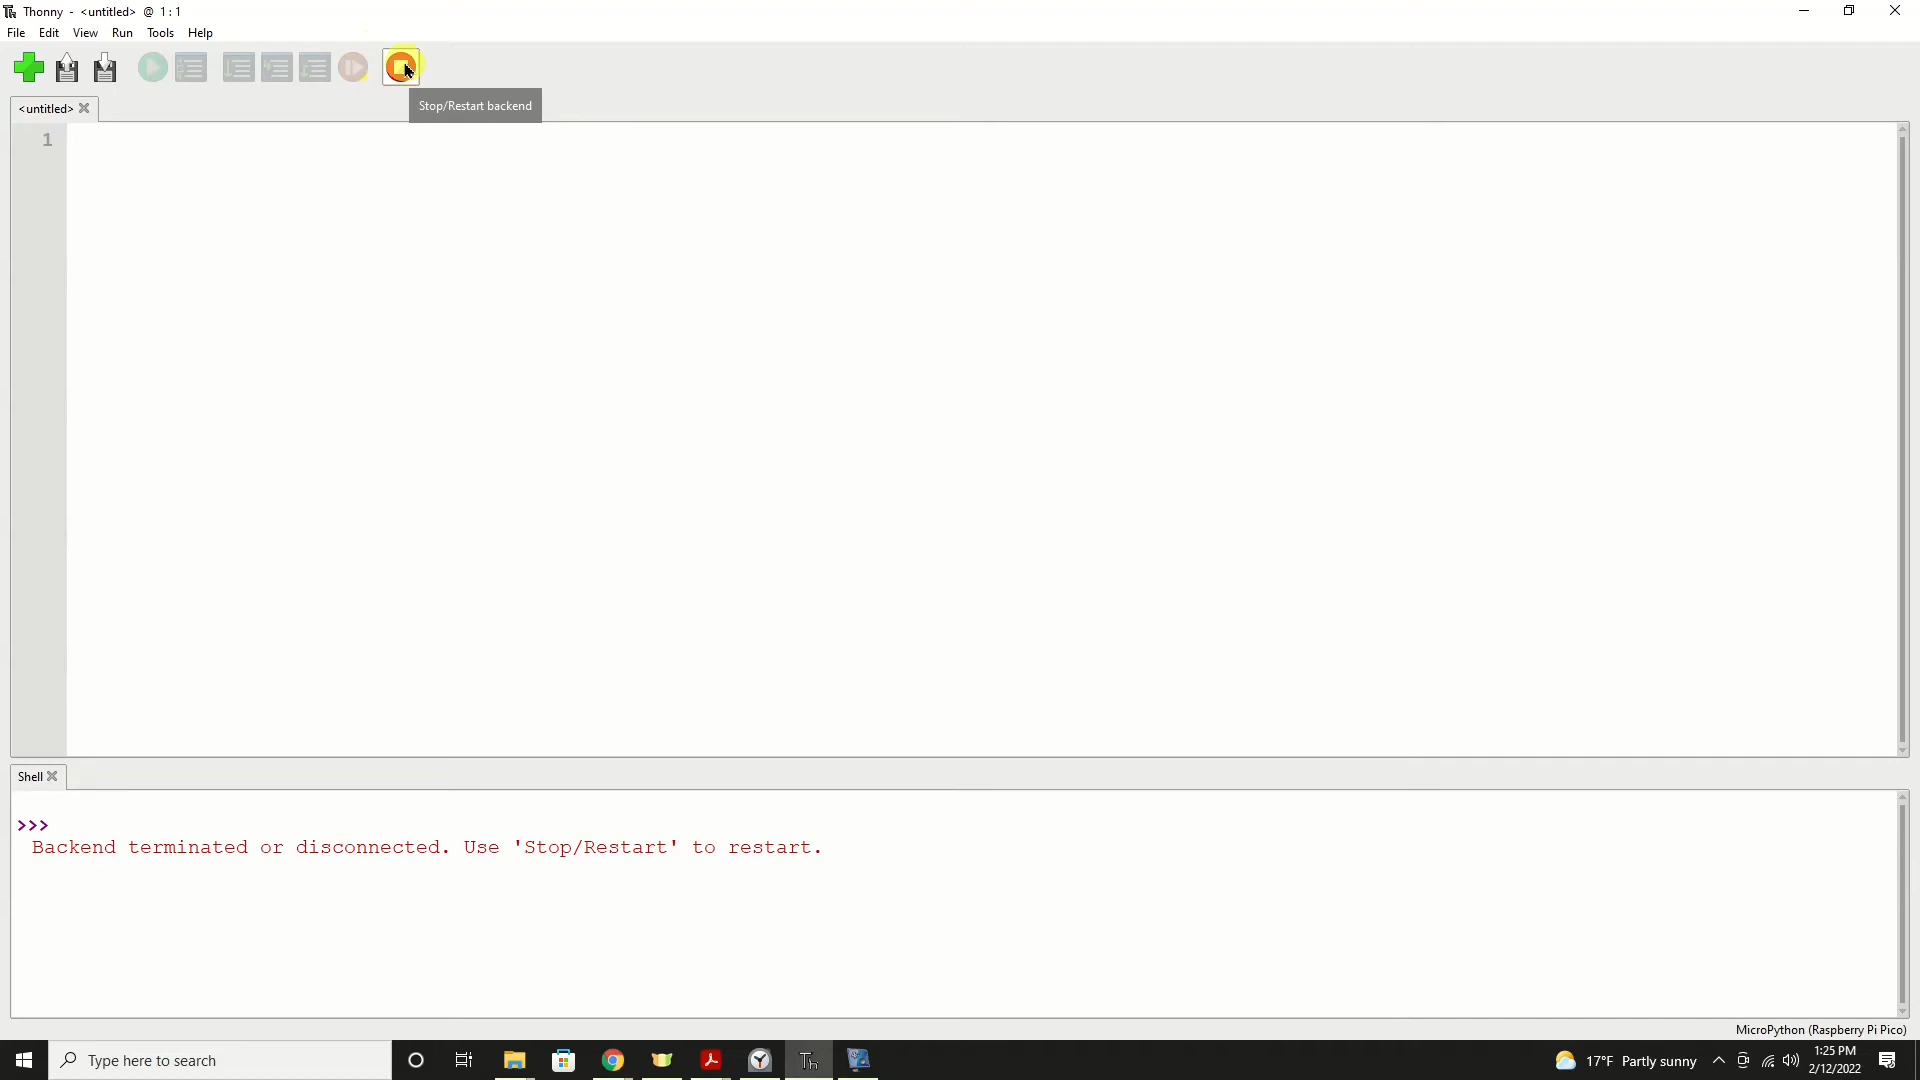 Thonny - <untitled> @ 1:1
File Edit View Run Tools Help
Stop/Restart backend
<untitled>
1
Shell
>>>
Backend terminated or disconnected. Use 'Stop/Restart' to restart.
MicroPython (Raspberry Pi Pico)
Type here to search
Th
17°F Partly sunny
1:25 PM
2/12/2022